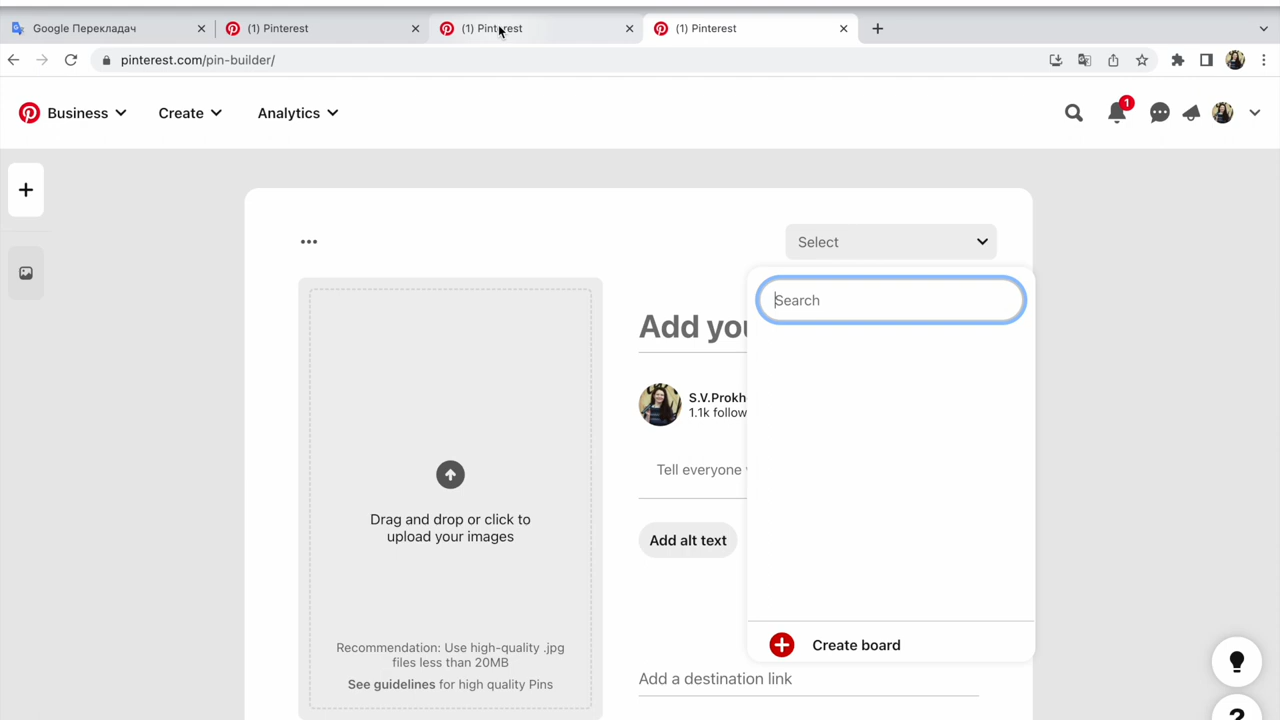 Google Перекладач
(1) Pinterest
(1) Pinterest
(1) Pinterest
pinterest.com/pin-builder/
Business
Create
Analytics
1
Select
Search
Add you
S.V.Prokh
1.1k follow
Tell everyone
Drag and drop or click to
upload your images
Add alt text
Recommendation: Use high-quality .jpg
files less than 20MB
See guidelines for high quality Pins
Create board
Add a destination link
?